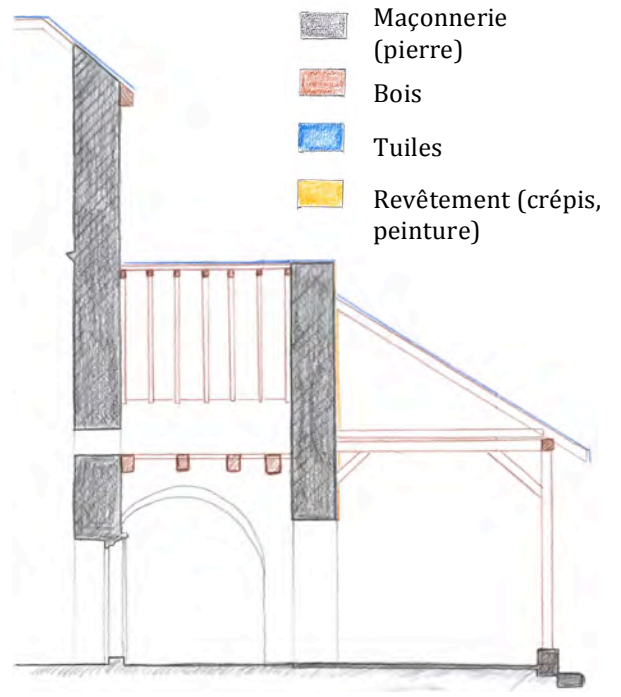 Maçonnerie
(pierre)
Bois
Tuiles
Revêtement (crépis,
peinture)